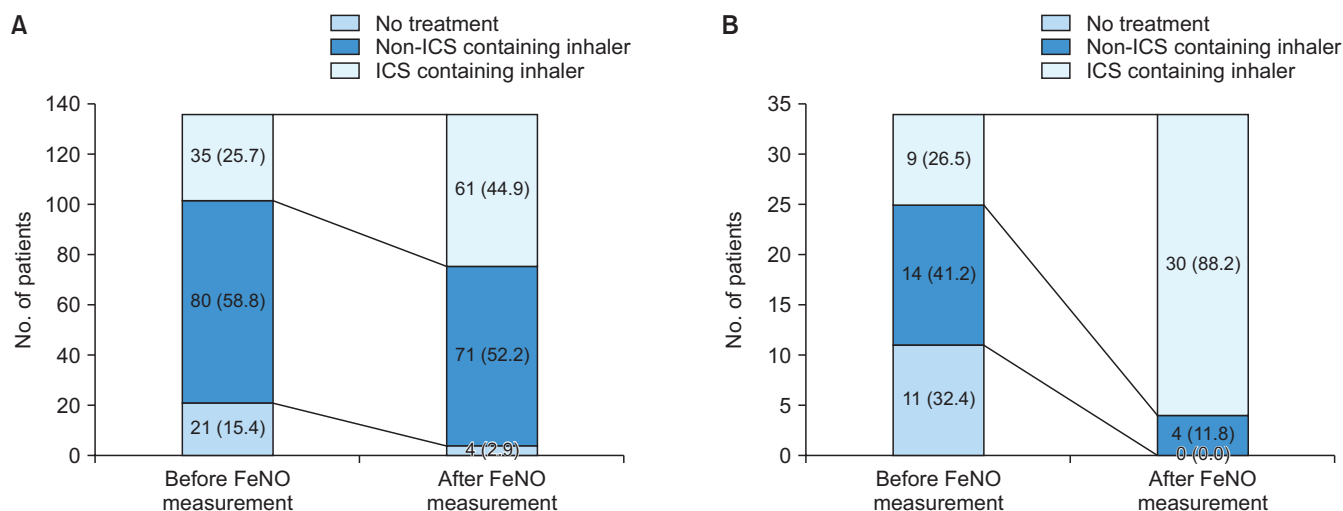 A
No treatment
Non-ICS containing inhaler
ICS containing inhaler
No. of patients
140
120
100
80
60
40
20
0
35 (25.7)
80 (58.8)
21 (15.4)
61 (44.9)
71 (52.2)
4 (2.9)
Before FeNO
measurement
After FeNO
measurement
B
No treatment
Non-ICS containing inhaler
ICS containing inhaler
No. of patients
35
30
25
20
15
10
5
0
9 (26.5)
14 (41.2)
11 (32.4)
30 (88.2)
4 (11.8)
0 (0.0)
Before FeNO
measurement
After FeNO
measurement